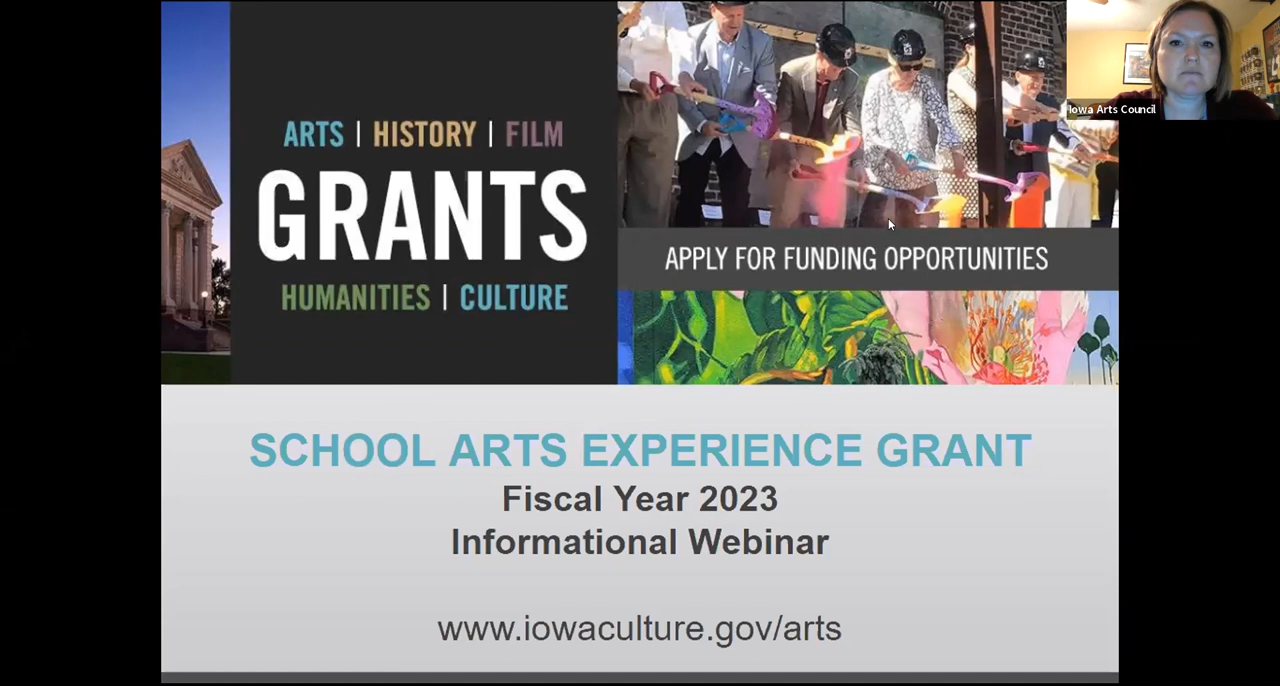 ARTS | HISTORY | FILM
GRANTS
HUMANITIES | CULTURE
APPLY FOR FUNDING OPPORTUNITIES
Iowa Arts Council
SCHOOL ARTS EXPERIENCE GRANT
Fiscal Year 2023
Informational Webinar
www.iowaculture.gov/arts